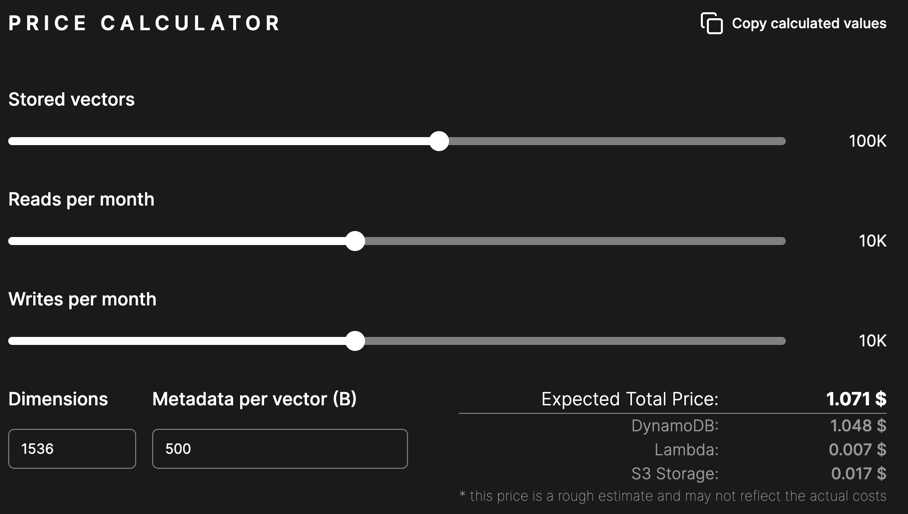 PRICE CALCULATOR
Copy calculated values
Stored vectors
100K
Reads per month
10K
Writes per month
10K
Dimensions
Metadata per vector (B)
1536
500
Expected Total Price: 1.071 $
DynamoDB: 1.048 $
Lambda: 0.007 $
S3 Storage: 0.017 $
* this price is a rough estimate and may not reflect the actual costs